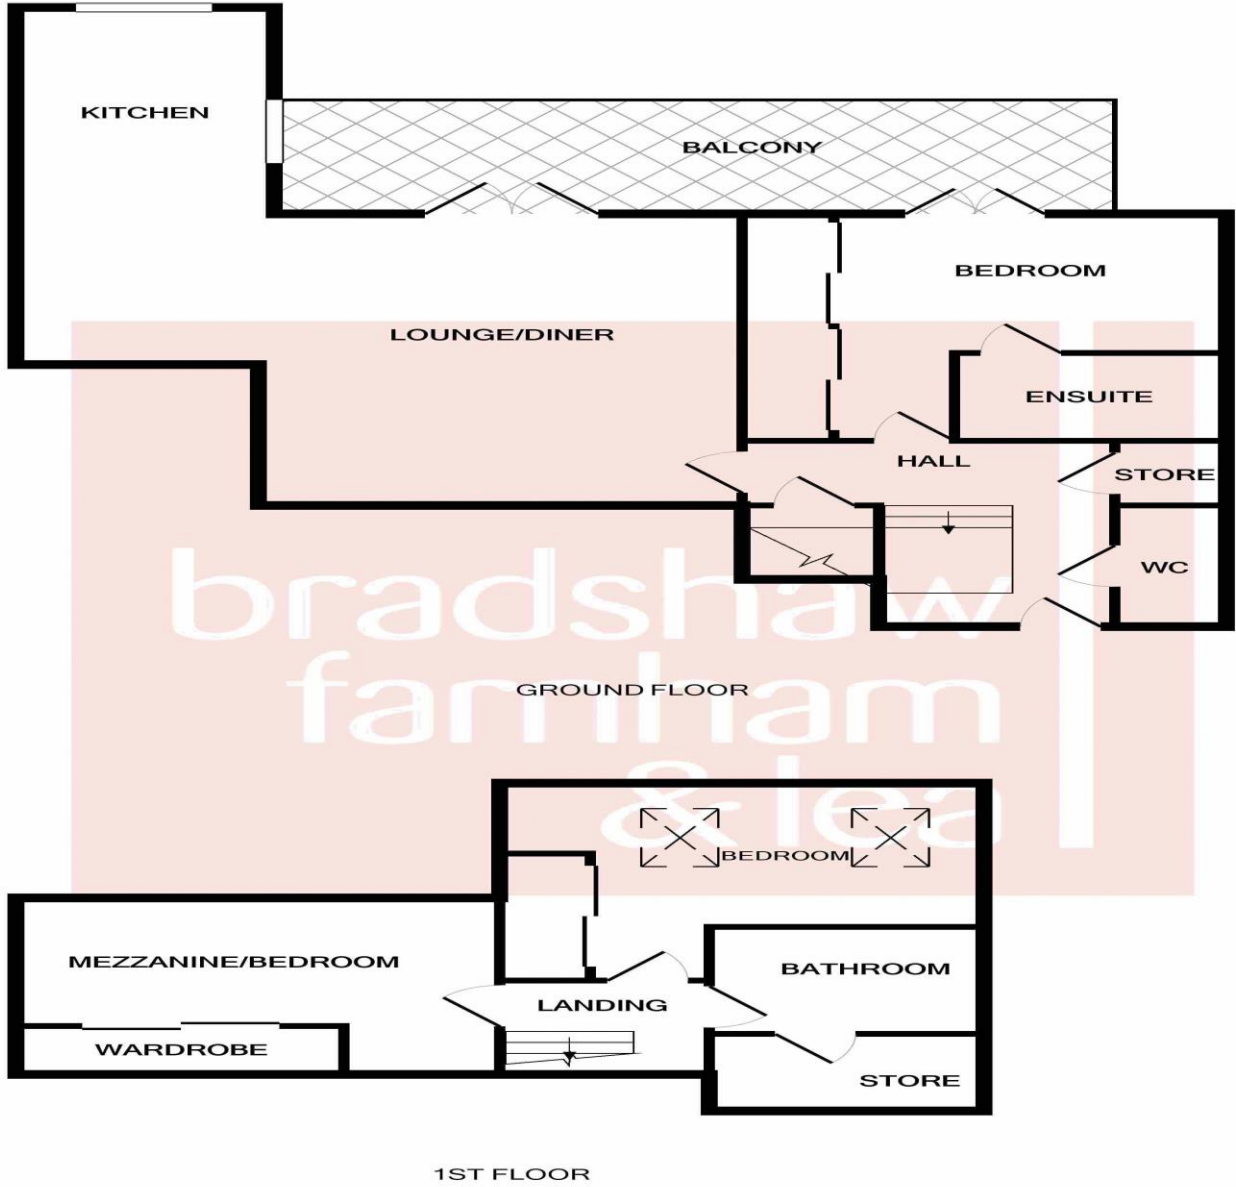 KITCHEN
BALCONY
BEDROOM
LOUNGE/DINER
ENSUITE
HALL
STORE
WC
bradshaw
farnham
& lea
GROUND FLOOR
BEDROOM
MEZZANINE/BEDROOM
BATHROOM
LANDING
WARDROBE
STORE
1ST FLOOR